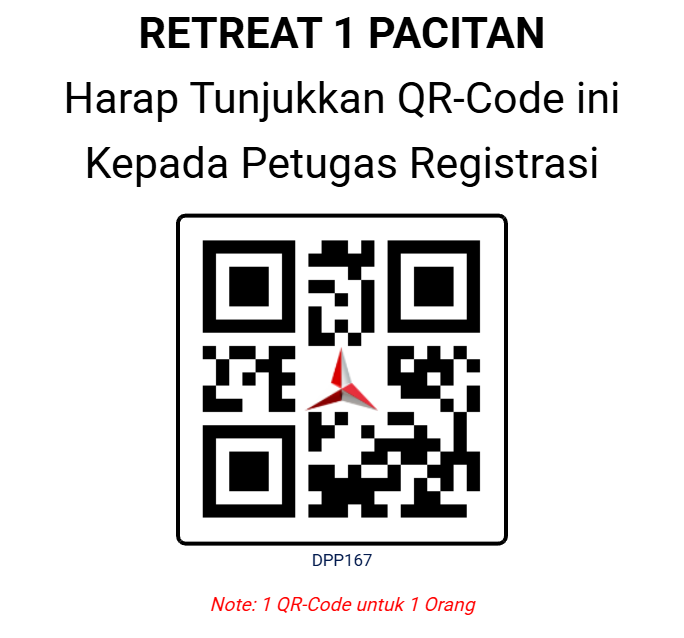 RETREAT 1 PACITAN
Harap Tunjukkan QR-Code ini
Kepada Petugas Registrasi
DPP167
Note: 1 QR-Code untuk 1 Orang